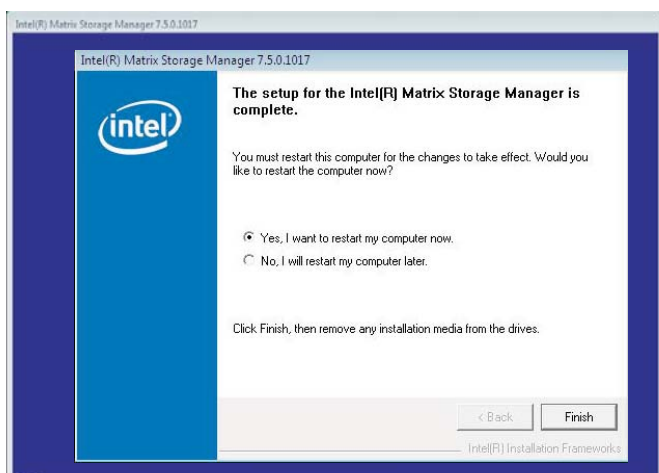 Intel(R) Matrix Storage Manager 7.5.0.1017
Intel(R) Matrix Storage Manager 7.5.0.1017
intel
The setup for the Intel(R) Matrix Storage Manager is
complete.
You must restart this computer for the changes to take effect. Would you
like to restart the computer now?
Yes, I want to restart my computer now.
No, I will restart my computer later.
Click Finish, then remove any installation media from the drives.
< Back
Finish
Intel(R) Installation Frameworks